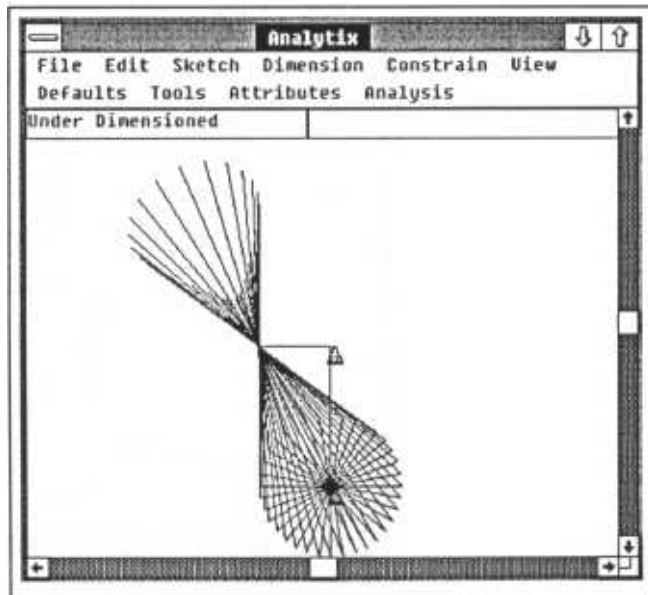 Analytix
File Edit Sketch Dimension Constrain View
Defaults Tools Attributes Analysis
Under Dimensioned